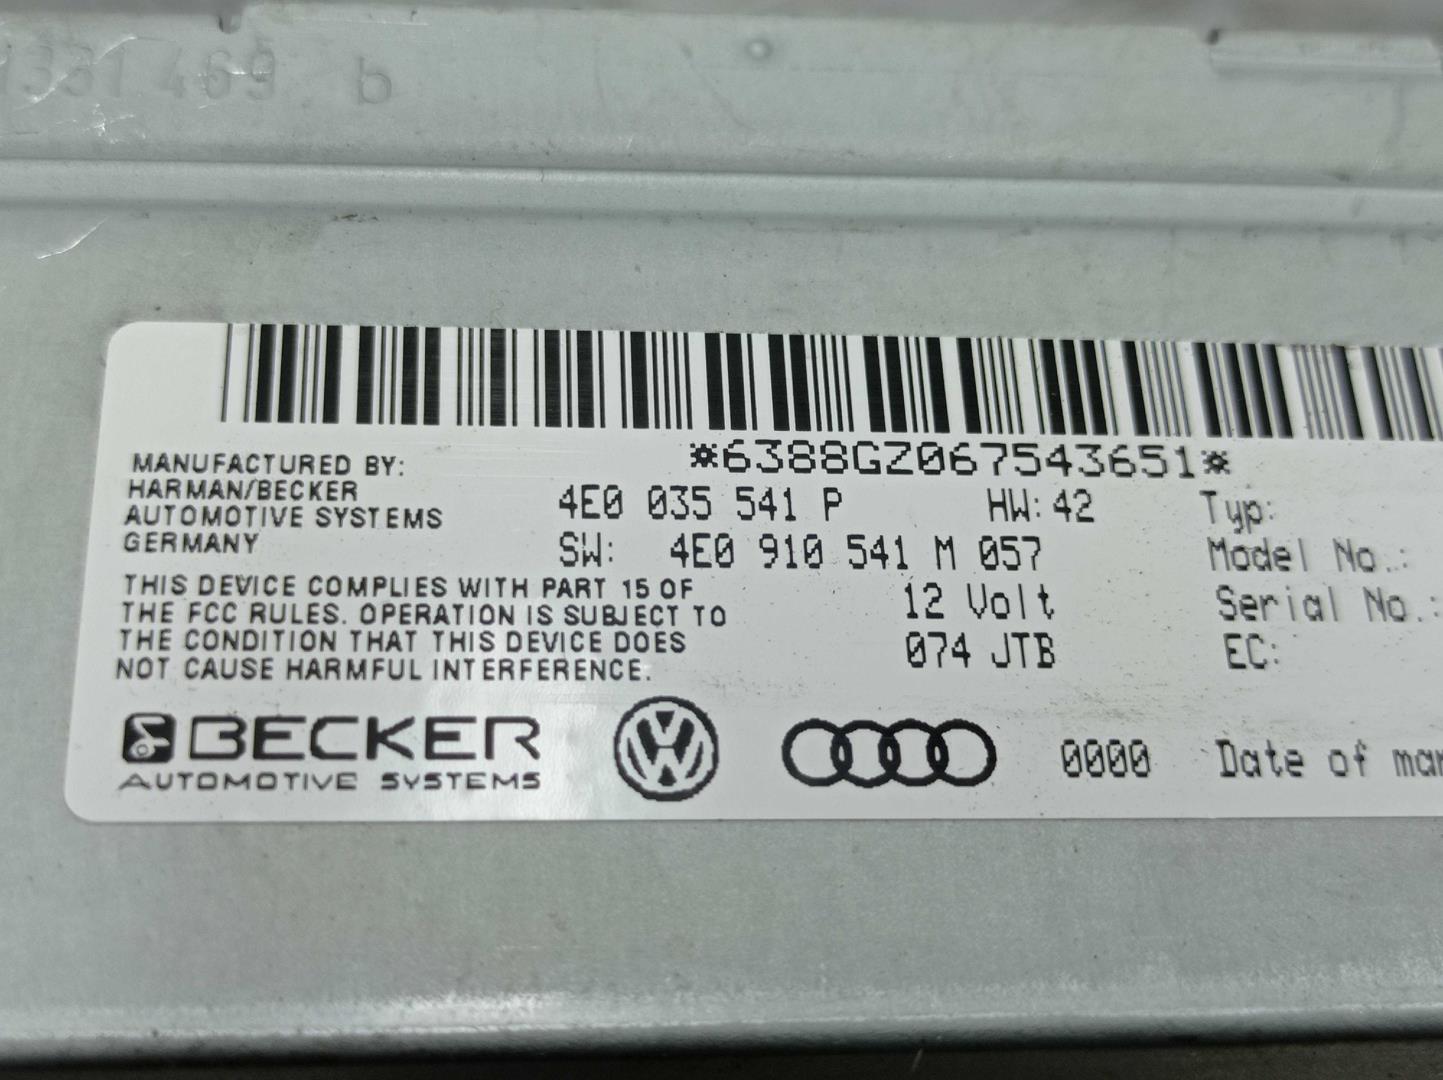 1331 469 b
*6388GZ067543651*
MANUFACTURED BY:
HARMAN/BECKER
AUTOMOTIVE SYSTEMS
GERMANY
4E0 035 541 P HW: 42
SW: 4E0 910 541 M 057
12 Volt
074 JTB
Typ:
Model No.:
Serial No.:
EC:
THIS DEVICE COMPLIES WITH PART 15 OF
THE FCC RULES. OPERATION IS SUBJECT TO
THE CONDITION THAT THIS DEVICE DOES
NOT CAUSE HARMFUL INTERFERENCE.
BECKER
AUTOMOTIVE SYSTEMS
0000 Date of